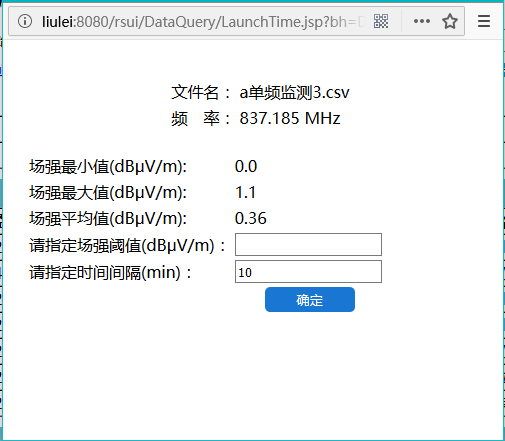 liulei:8080/rsui/DataQuery/LaunchTime.jsp?bh=
文件名： a单频监测3.csv
频　率： 837.185 MHz
场强最小值(dBμV/m): 0.0
场强最大值(dBμV/m): 1.1
场强平均值(dBμV/m): 0.36
请指定场强阈值(dBμV/m)：
请指定时间间隔(min)： 10
确定